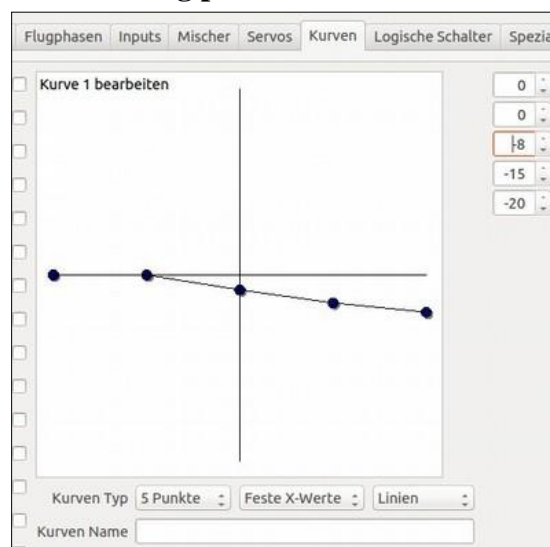 Flugphasen Inputs Mischer Servos Kurven Logische Schalter Spezia
Kurve 1 bearbeiten
0
0
-8
-15
-20
Kurven Typ 5 Punkte Feste X-Werte Linien
Kurven Name